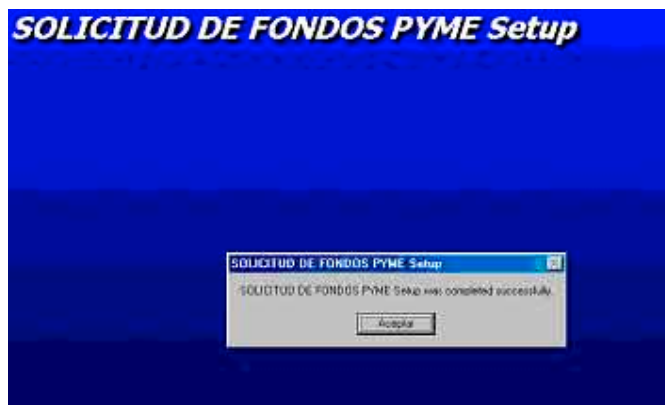 SOLICITUD DE FONDOS PYME Setup
SOLICITUD DE FONDOS PYME Setup
SOLICITUD DE FONDOS PYME Setup was completed successfully.
Aceptar